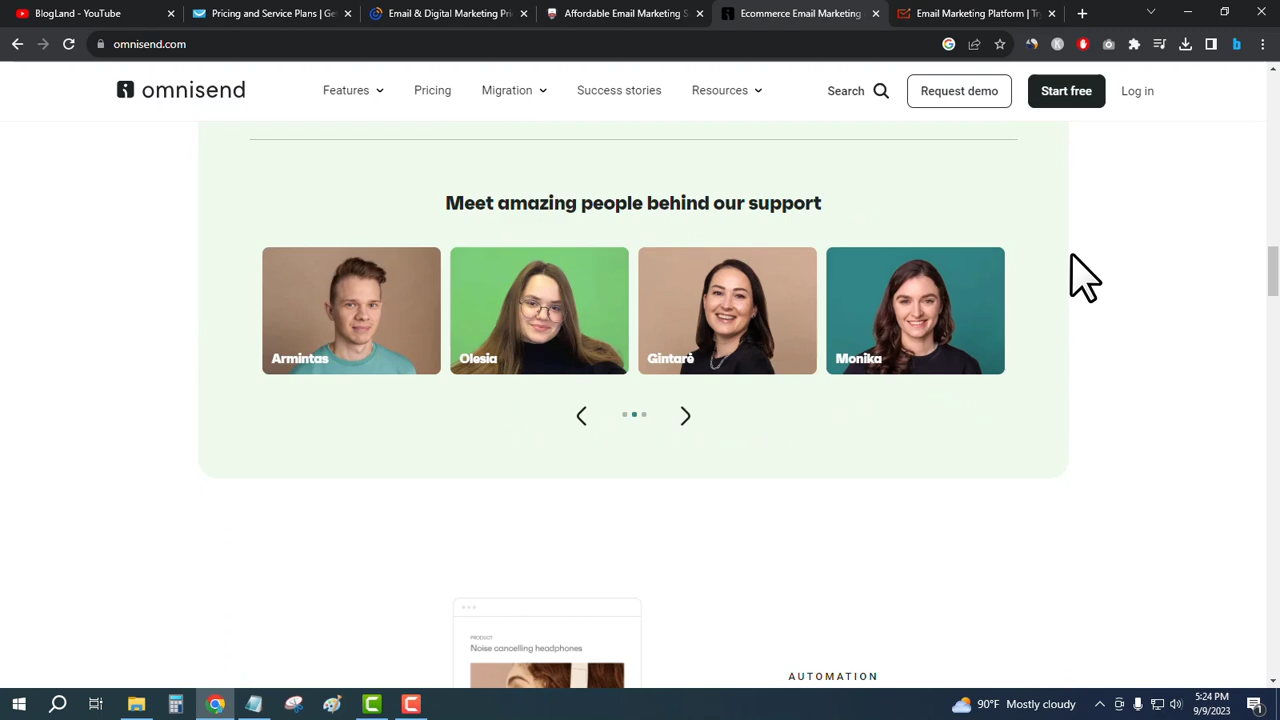 BlogLand - YouTube
Pricing and Service Plans | Ge
Email & Digital Marketing Pri
Affordable Email Marketing S
Ecommerce Email Marketing
Email Marketing Platform | Try
omnisend.com
omnisend
Features
Pricing
Migration
Success stories
Resources
Search
Request demo
Start free
Log in
Meet amazing people behind our support
Armintas
Olesia
Gintarė
Monika
PRODUCT
Noise cancelling headphones
AUTOMATION
90°F Mostly cloudy
5:24 PM
9/9/2023